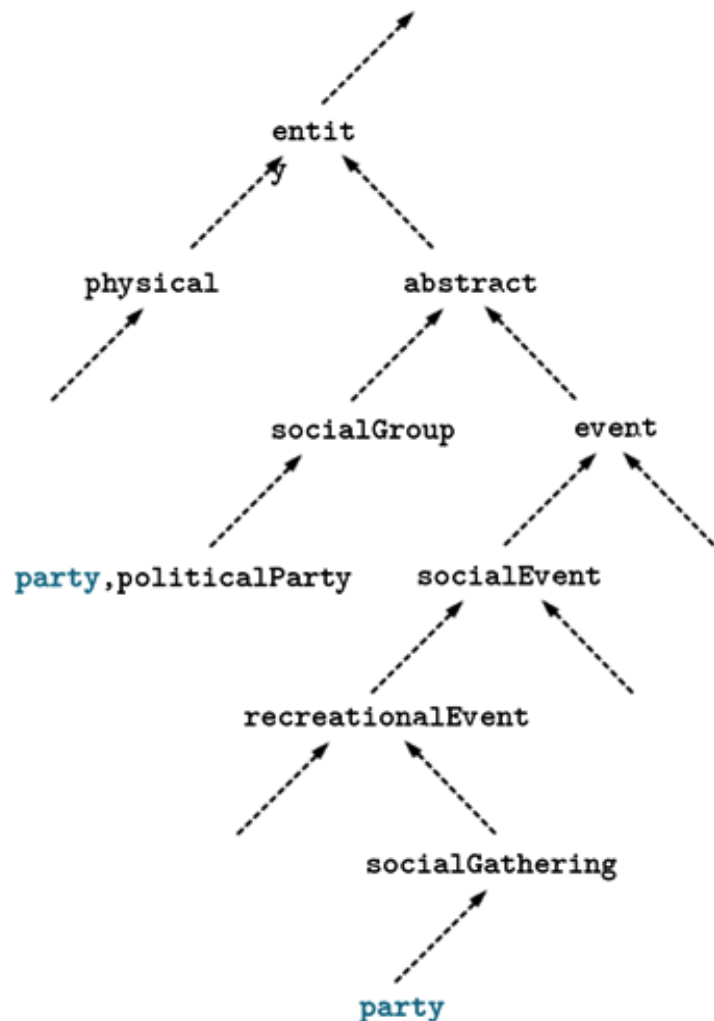 entit
y
physical
abstract
socialGroup
event
party,politicalParty
socialEvent
recreationalEvent
socialGathering
party